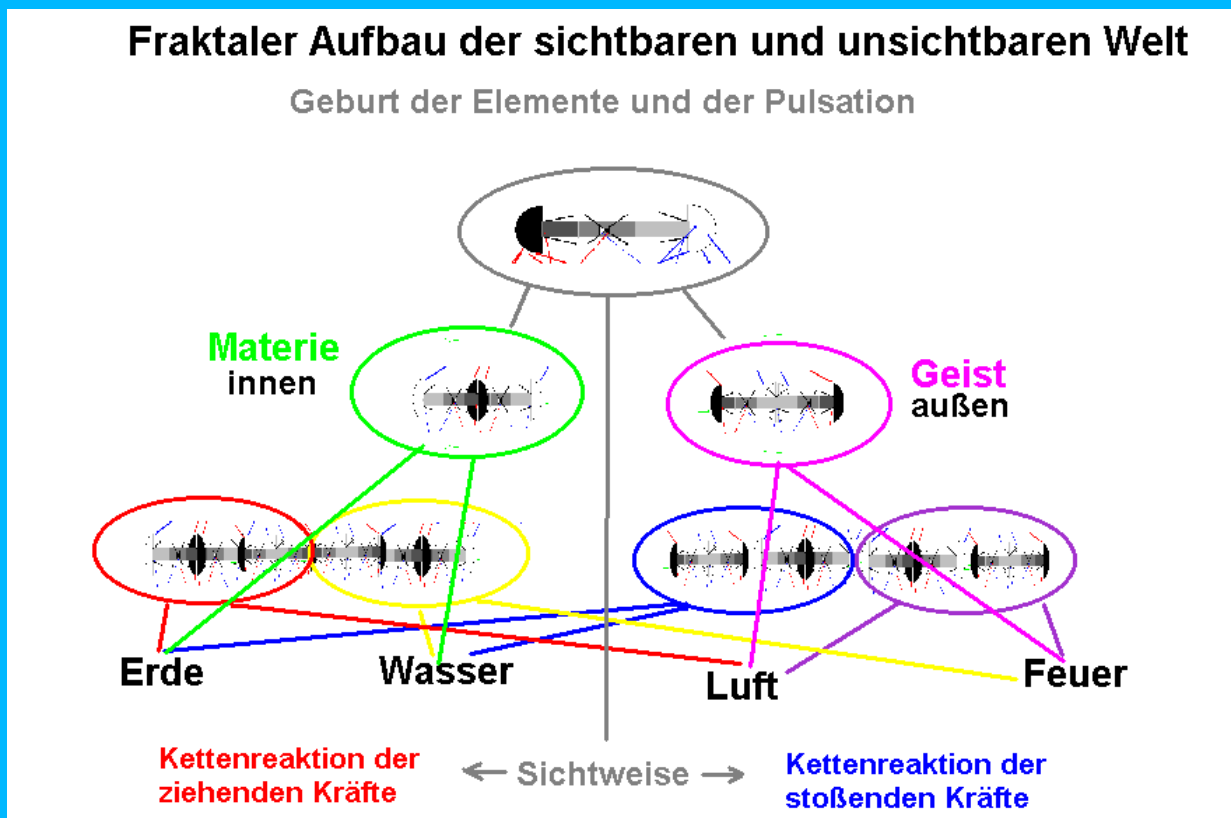 Fraktaler Aufbau der sichtbaren und unsichtbaren Welt
Geburt der Elemente und der Pulsation
Materie
innen
Geist
außen
Erde
Wasser
Luft
Feuer
Kettenreaktion der
ziehenden Kräfte
Sichtweise
Kettenreaktion der
stoßenden Kräfte